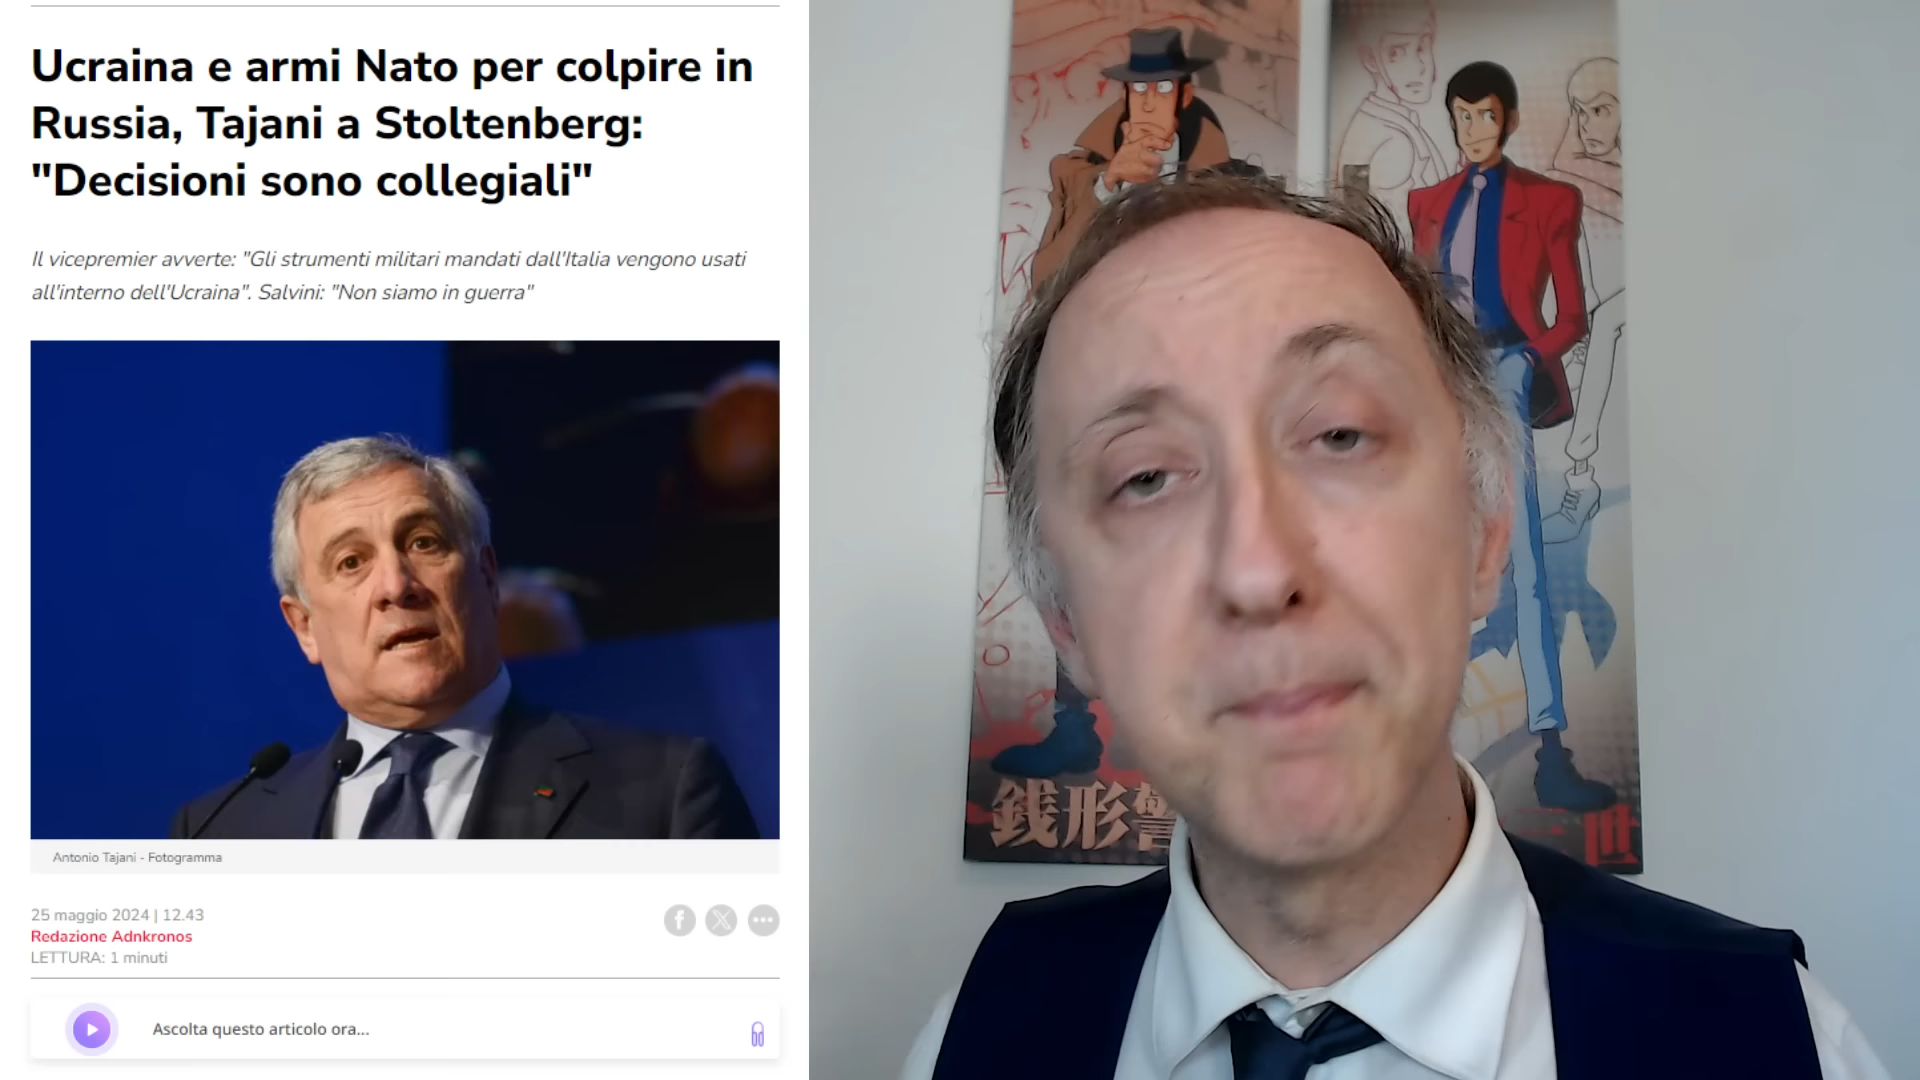 Ucraina e armi Nato per colpire in
Russia, Tajani a Stoltenberg:
"Decisioni sono collegiali"
Il vicepremier avverte: "Gli strumenti militari mandati dall'Italia vengono usati
all'interno dell'Ucraina". Salvini: "Non siamo in guerra"
Antonio Tajani - Fotogramma
25 maggio 2024 | 12.43
Redazione Adnkronos
LETTURA: 1 minuti
Ascolta questo articolo ora...
銭形警
三世